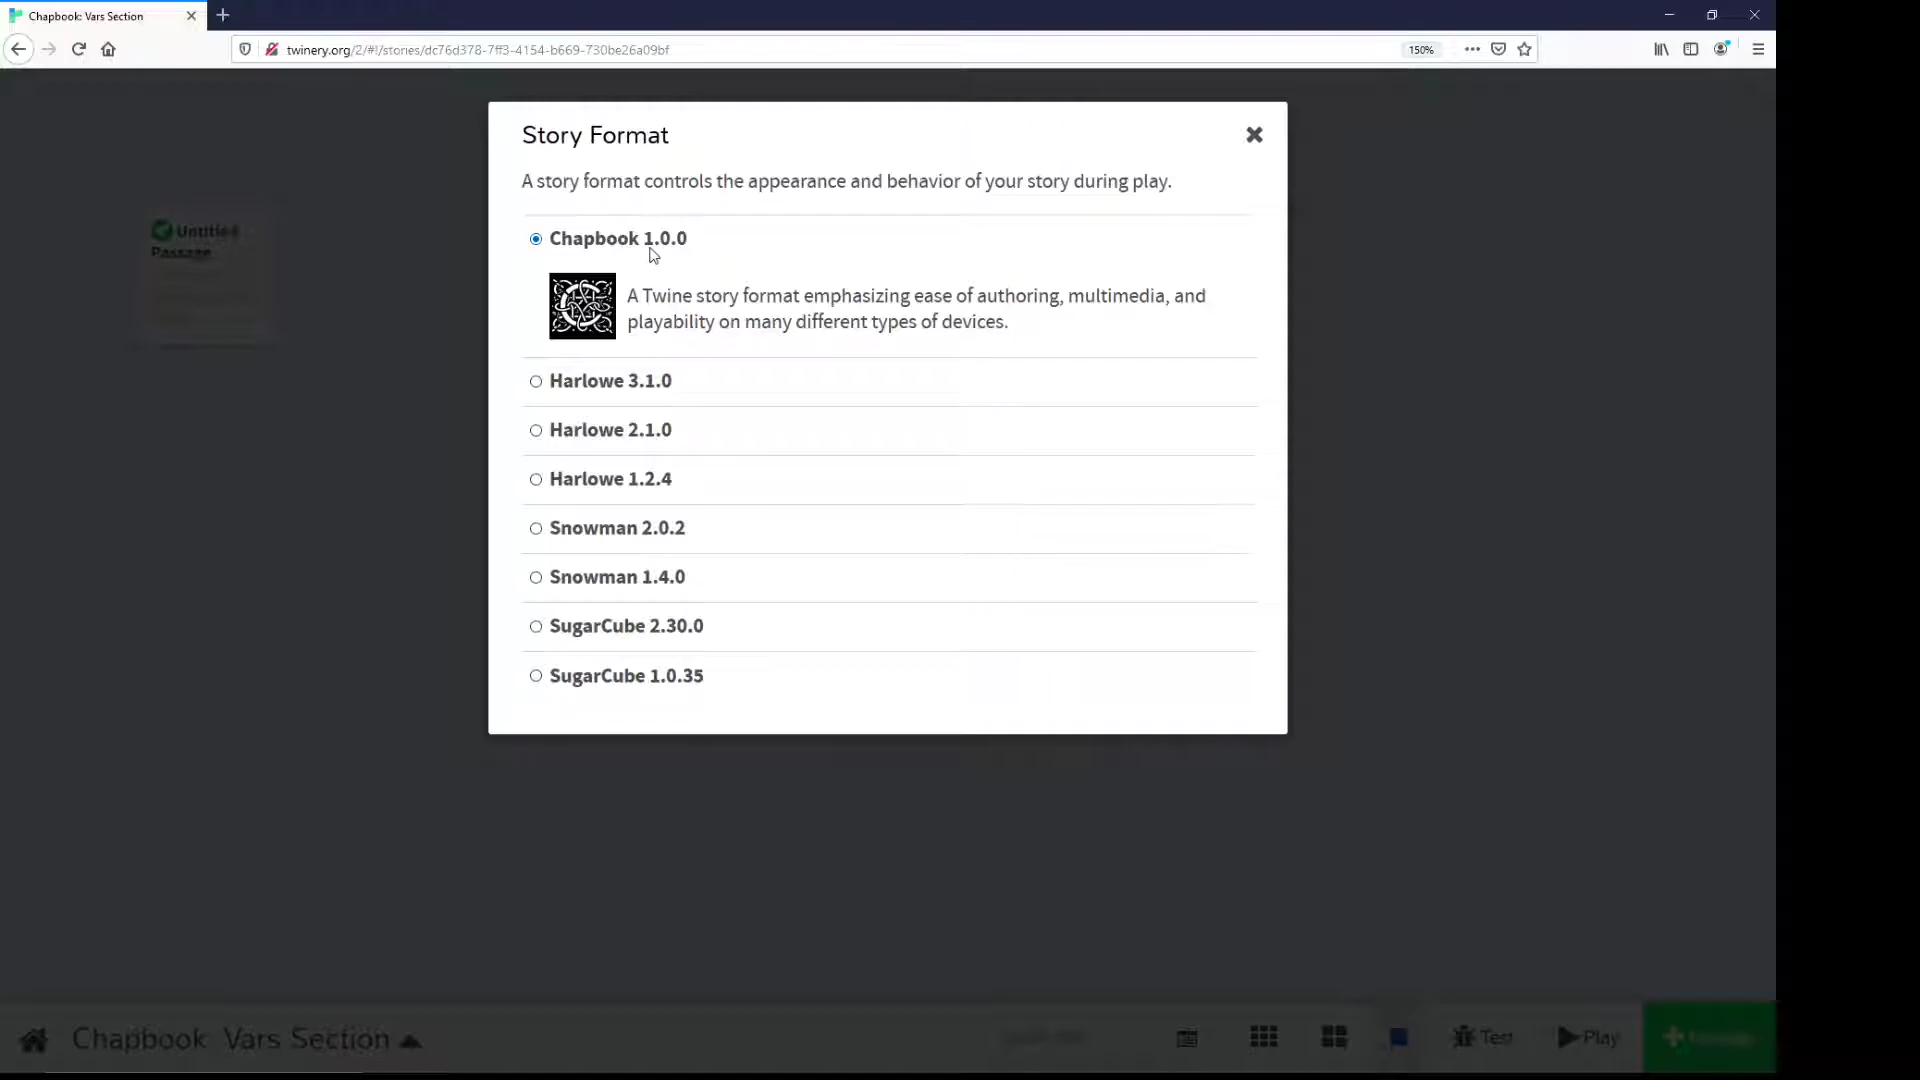 Chapbook: Vars Section
twinery.org/2/#!/stories/dc76d378-7ff3-4154-b669-730be26a09bf
150%
Story Format
A story format controls the appearance and behavior of your story during play.
Chapbook 1.0.0
A Twine story format emphasizing ease of authoring, multimedia, and
playability on many different types of devices.
Harlowe 3.1.0
Harlowe 2.1.0
Harlowe 1.2.4
Snowman 2.0.2
Snowman 1.4.0
SugarCube 2.30.0
SugarCube 1.0.35
Untitled
Passage
Chapbook: Vars Section
Test
Play